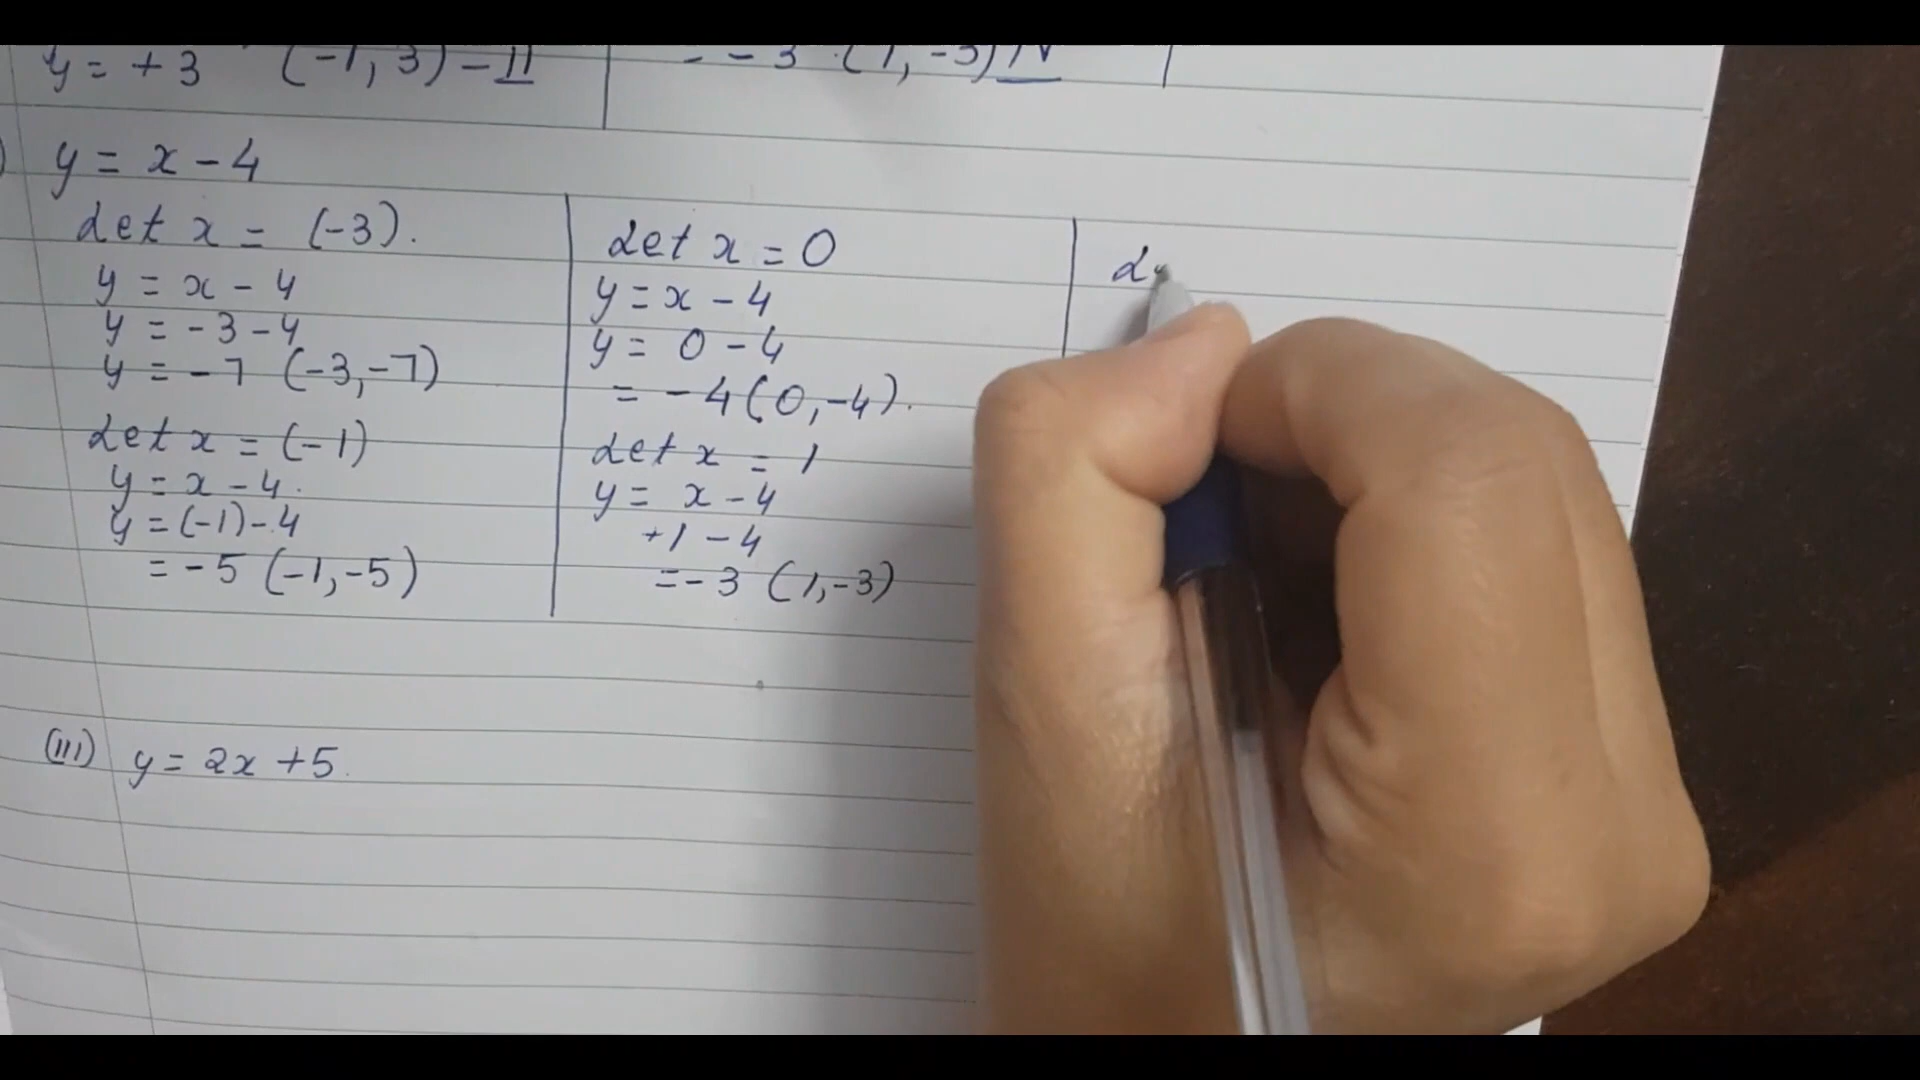 y = +3 (-1, 3) - II
= -3 (1, -3) IV
y = x - 4
Let x = (-3).
y = x - 4
y = -3 - 4
y = -7 (-3, -7)
Let x = (-1)
y = x - 4.
y = (-1) - 4
= -5 (-1, -5)
Let x = 0
y = x - 4
y = 0 - 4
= -4 (0, -4).
Let x = 1
y = x - 4
+1 - 4
= -3 (1, -3)
(III) y = 2x + 5.